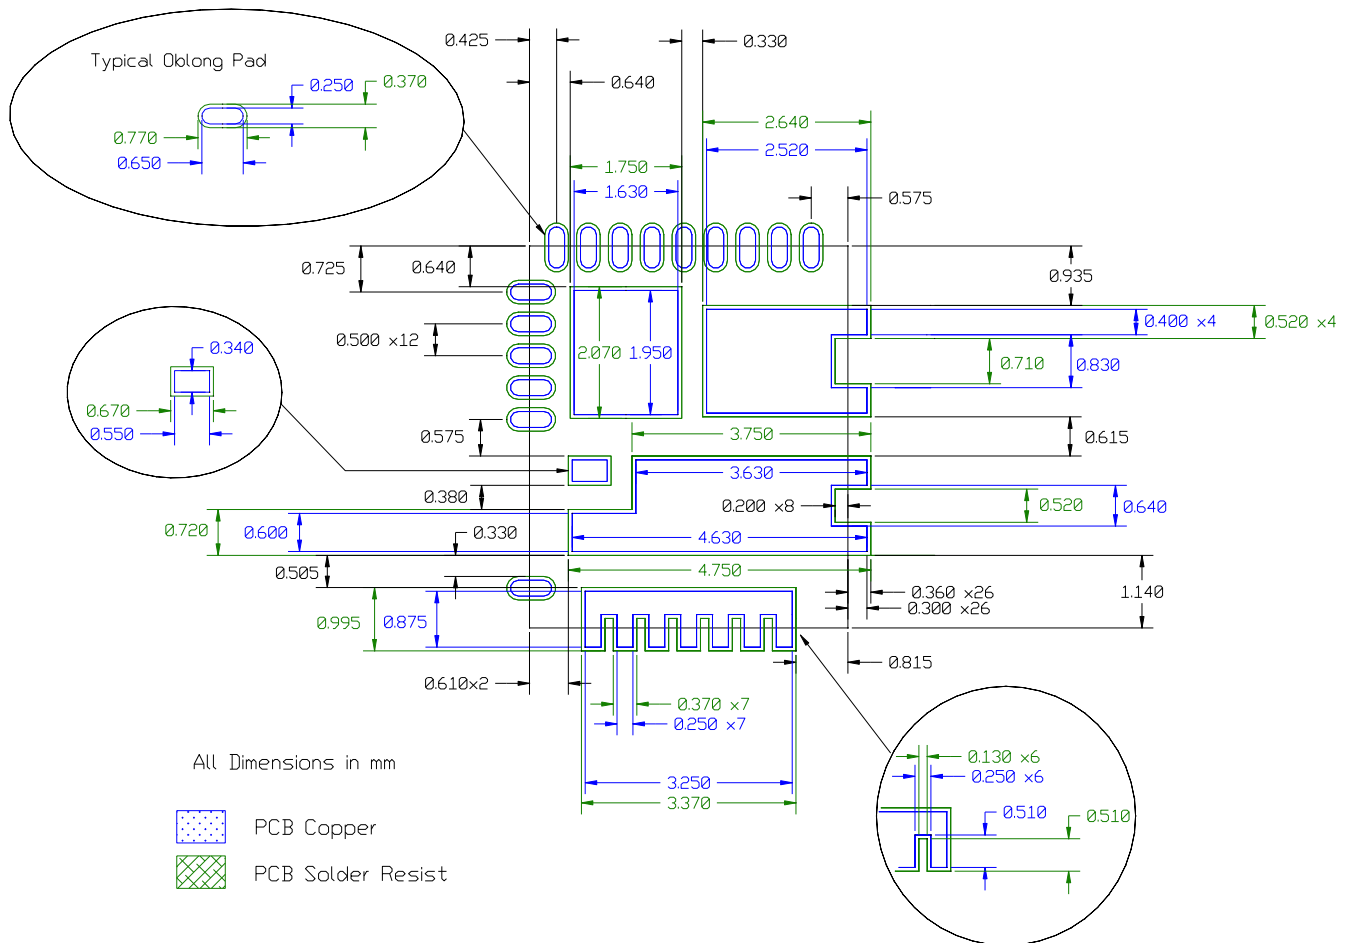 0.425
0.330
Typical Oblong Pad
0.250
0.370
0.640
2.640
0.770
0.650
2.520
1.750
1.630
0.575
0.725
0.640
0.935
0.400 x4
0.520 x4
0.500 x12
0.340
2.070
1.950
0.710
0.830
0.670
0.550
0.575
3.750
0.615
3.630
0.380
0.200 x8
0.520
0.640
0.720
0.600
0.330
4.630
0.505
4.750
0.360 x26
0.300 x26
1.140
0.995
0.875
0.815
0.610x2
0.370 x7
0.250 x7
All Dimensions in mm
0.130 x6
0.250 x6
3.250
3.370
0.510
0.510
PCB Copper
PCB Solder Resist